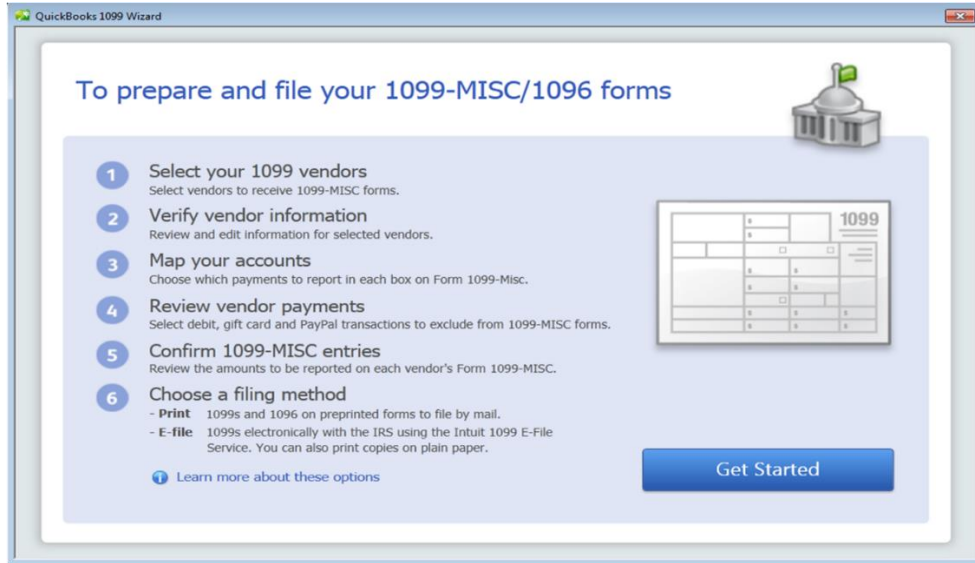 QuickBooks 1099 Wizard
To prepare and file your 1099-MISC/1096 forms
1 Select your 1099 vendors
Select vendors to receive 1099-MISC forms.
2 Verify vendor information
Review and edit information for selected vendors.
3 Map your accounts
Choose which payments to report in each box on Form 1099-Misc.
4 Review vendor payments
Select debit, gift card and PayPal transactions to exclude from 1099-MISC forms.
5 Confirm 1099-MISC entries
Review the amounts to be reported on each vendor's Form 1099-MISC.
6 Choose a filing method
- Print 1099s and 1096 on preprinted forms to file by mail.
- E-file 1099s electronically with the IRS using the Intuit 1099 E-File
Service. You can also print copies on plain paper.
Learn more about these options
1099
Get Started